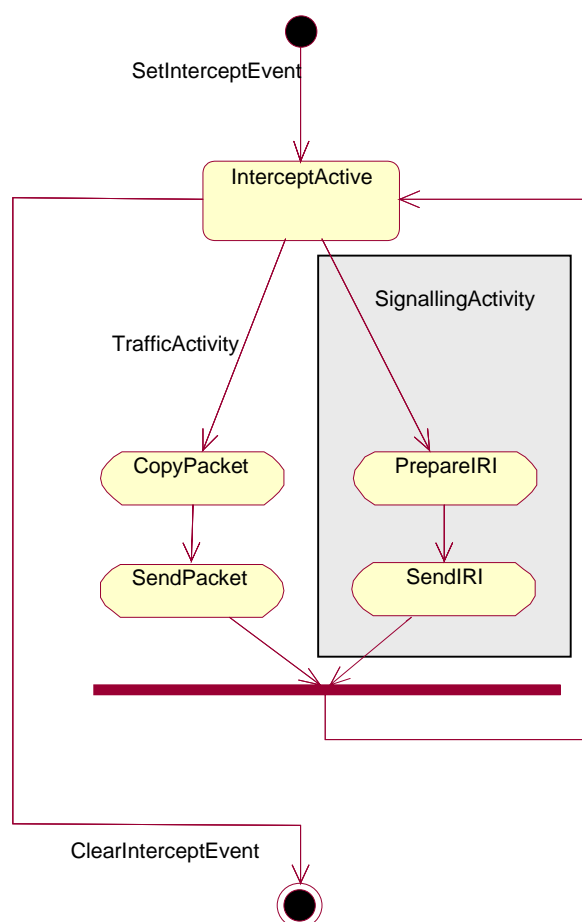 SetInterceptEvent
InterceptActive
SignallingActivity
TrafficActivity
CopyPacket
PrepareIRI
SendPacket
SendIRI
ClearInterceptEvent